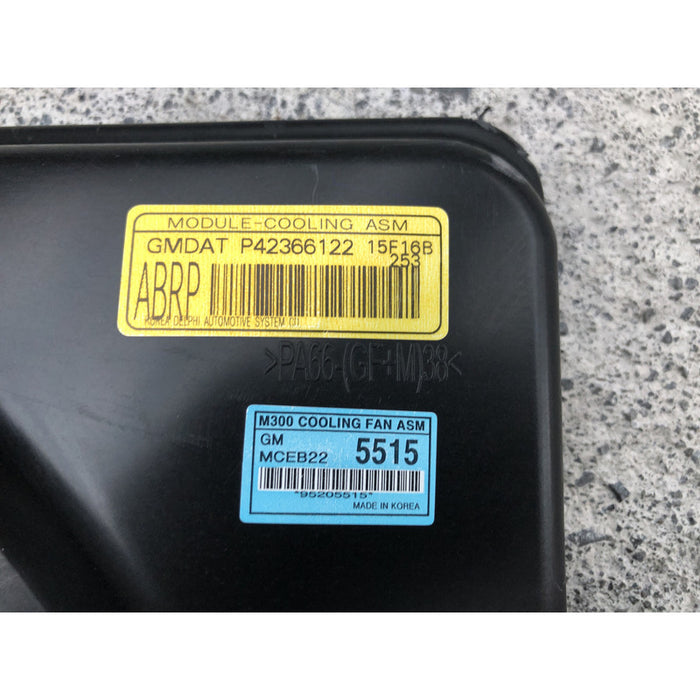 MODULE-COOLING ASM
GMDAT P42366122 15F16B
253
ABRP
KOREA DELPHI AUTOMOTIVE SYSTEM
>PA66-(GF+M)38<
M300 COOLING FAN ASM
GM
MCEB22 5515
*95205515*
MADE IN KOREA